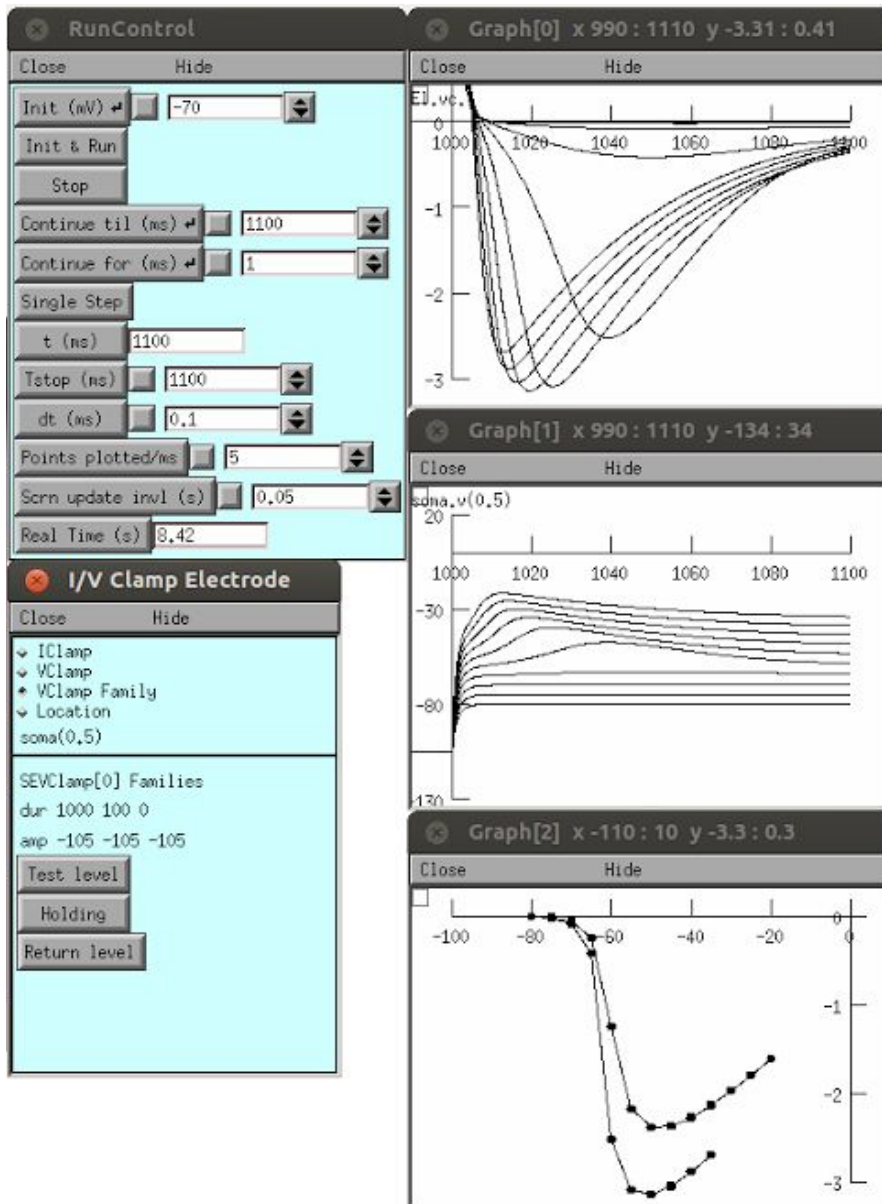 RunControl
Close Hide
Init (mV) -70
Init & Run
Stop
Continue til (ms) 1100
Continue for (ms) 1
Single Step
t (ms) 1100
Tstop (ms) 1100
dt (ms) 0.1
Points plotted/ms 5
Scrn update invl (s) 0.05
Real Time (s) 8.42
I/V Clamp Electrode
Close Hide
IClamp
VClamp
VClamp Family
Location
soma(0.5)
SEVClamp[0] Families
dur 1000 100 0
amp -105 -105 -105
Test level
Holding
Return level
Graph[0] x 990 : 1110 y -3.31 : 0.41
Close Hide
El.vc.
0
1000 1020 1040 1060 1080 1100
-1
-2
-3
Graph[1] x 990 : 1110 y -134 : 34
Close Hide
soma.v(0.5)
20
1000 1020 1040 1060 1080 1100
-30
-80
-130
Graph[2] x -110 : 10 y -3.3 : 0.3
Close Hide
0
-100 -80 -60 -40 -20 0
-1
-2
-3